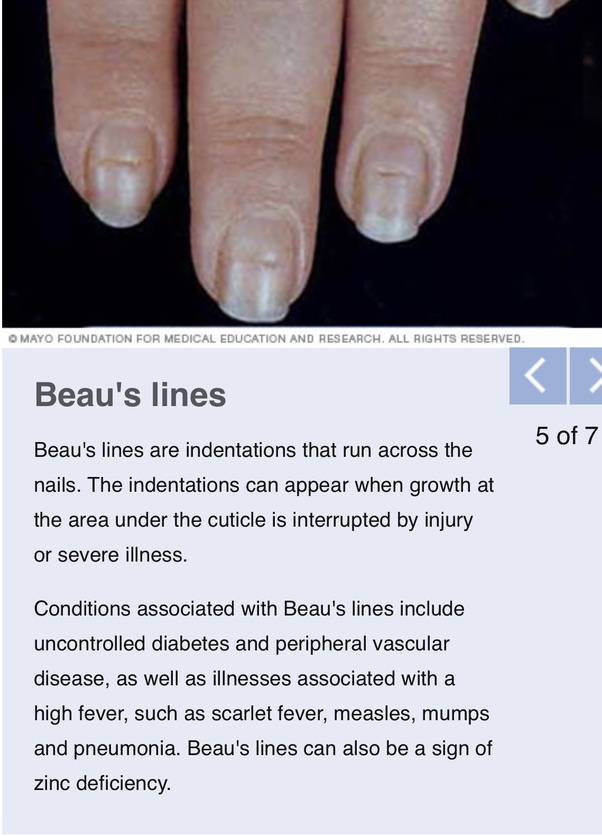 © MAYO FOUNDATION FOR MEDICAL EDUCATION AND RESEARCH. ALL RIGHTS RESERVED.
Beau's lines
5 of 7
Beau's lines are indentations that run across the
nails. The indentations can appear when growth at
the area under the cuticle is interrupted by injury
or severe illness.
Conditions associated with Beau's lines include
uncontrolled diabetes and peripheral vascular
disease, as well as illnesses associated with a
high fever, such as scarlet fever, measles, mumps
and pneumonia. Beau's lines can also be a sign of
zinc deficiency.